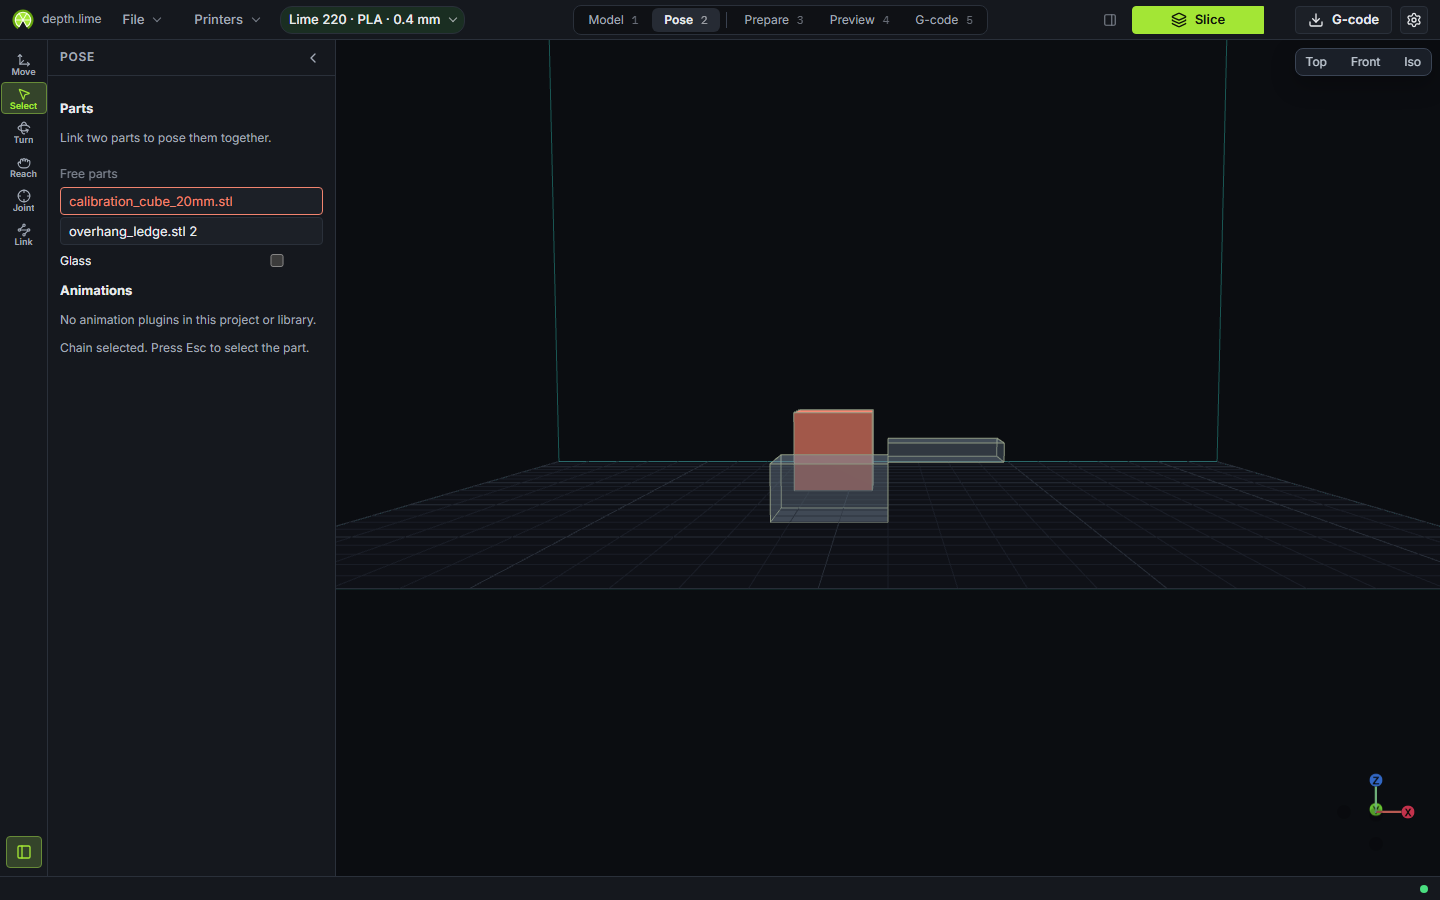 depth.lime
File
Printers
Lime 220 · PLA · 0.4 mm
Model 1
Pose 2
Prepare 3
Preview 4
G-code 5
Slice
G-code
Move
Select
Turn
Reach
Joint
Link
POSE
Parts
Link two parts to pose them together.
Free parts
calibration_cube_20mm.stl
overhang_ledge.stl 2
Glass
Animations
No animation plugins in this project or library.
Chain selected. Press Esc to select the part.
Top
Front
Iso
Z
Y
X